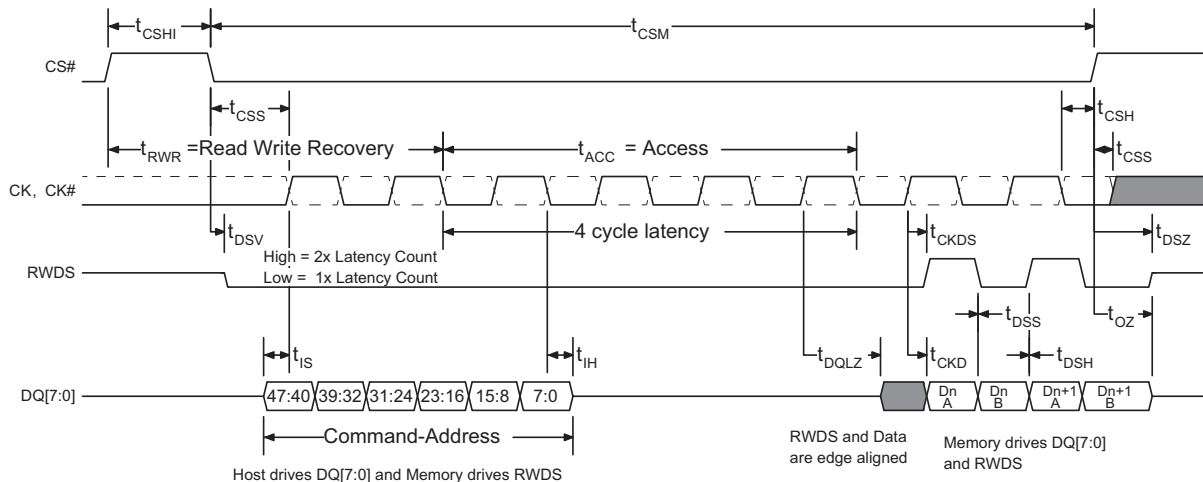 tCSHI
tCSM
CS#
tCSS
tCSH
tRWR =Read Write Recovery
tACC = Access
tCSS
CK, CK#
4 cycle latency
tDSV
tCKDS
tDSZ
High = 2x Latency Count
Low = 1x Latency Count
RWDS
tDSS
tOZ
tIS
tIH
tDQLZ
tCKD
tDSH
DQ[7:0]
47:40 39:32 31:24 23:16 15:8 7:0
Dn A
Dn B
Dn+1 A
Dn+1 B
Command-Address
RWDS and Data
are edge aligned
Memory drives DQ[7:0]
and RWDS
Host drives DQ[7:0] and Memory drives RWDS